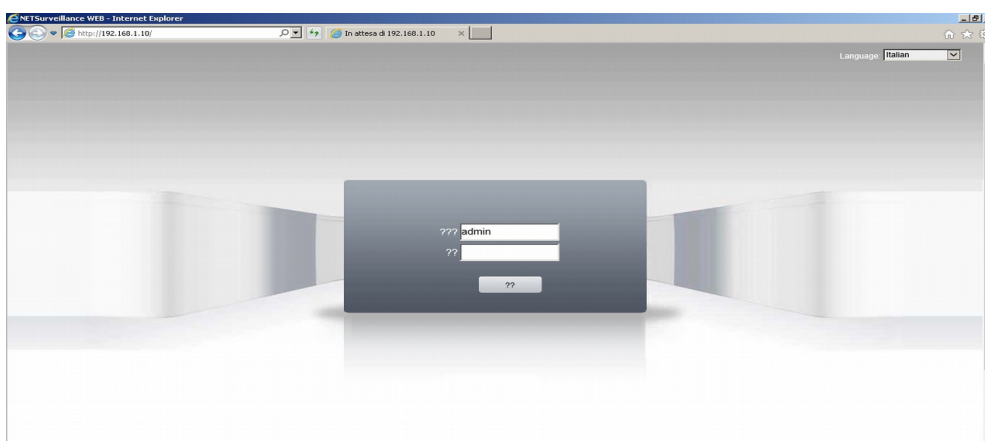 NETSurveillance WEB - Internet Explorer
http://192.168.1.10/
In attesa di 192.168.1.10
Language: Italian
??? admin
??
??